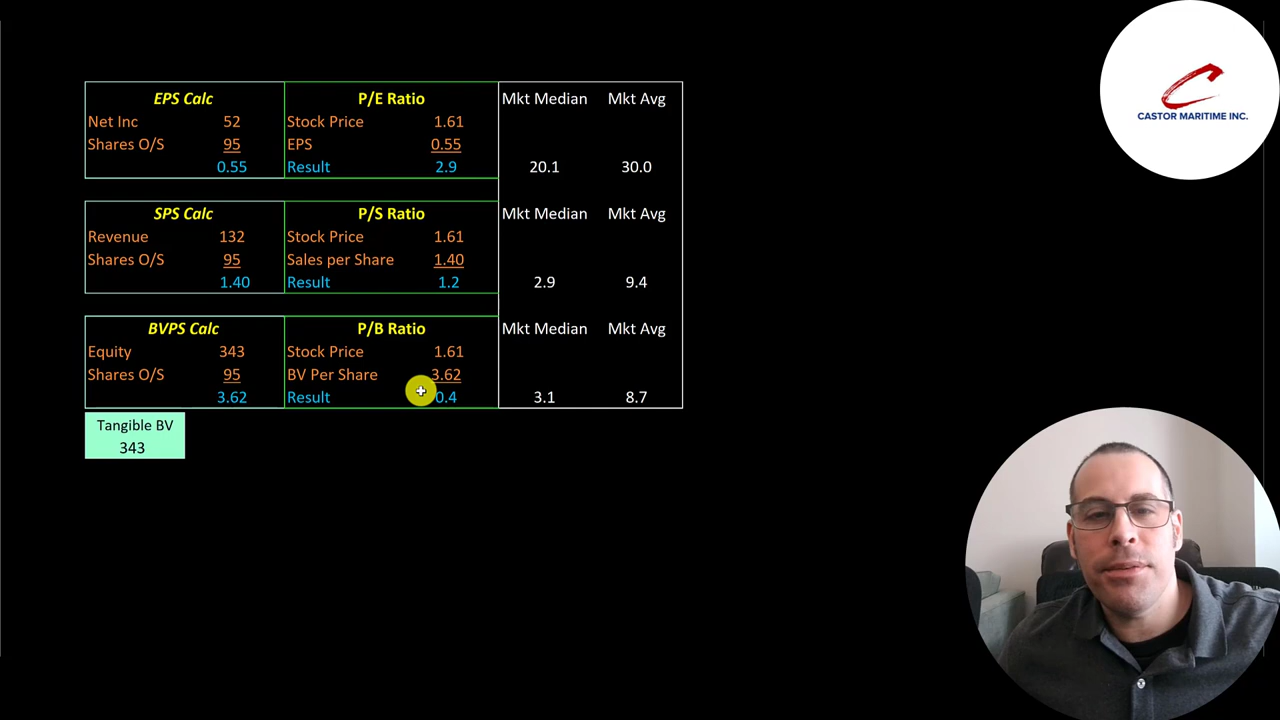 EPS Calc P/E Ratio Mkt Median Mkt Avg
Net Inc 52 Stock Price 1.61
Shares O/S 95 EPS 0.55
0.55 Result 2.9 20.1 30.0
SPS Calc P/S Ratio Mkt Median Mkt Avg
Revenue 132 Stock Price 1.61
Shares O/S 95 Sales per Share 1.40
1.40 Result 1.2 2.9 9.4
BVPS Calc P/B Ratio Mkt Median Mkt Avg
Equity 343 Stock Price 1.61
Shares O/S 95 BV Per Share 3.62
3.62 Result 0.4 3.1 8.7
Tangible BV
343
CASTOR MARITIME INC.